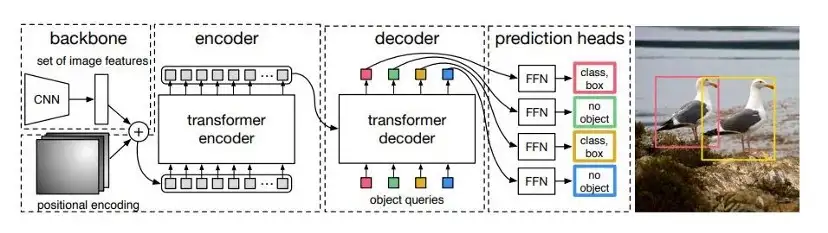 backbone
set of image features
CNN
+
positional encoding
encoder
...
transformer
encoder
...
decoder
transformer
decoder
object queries
prediction heads
FFN
class,
box
FFN
no
object
FFN
class,
box
FFN
no
object